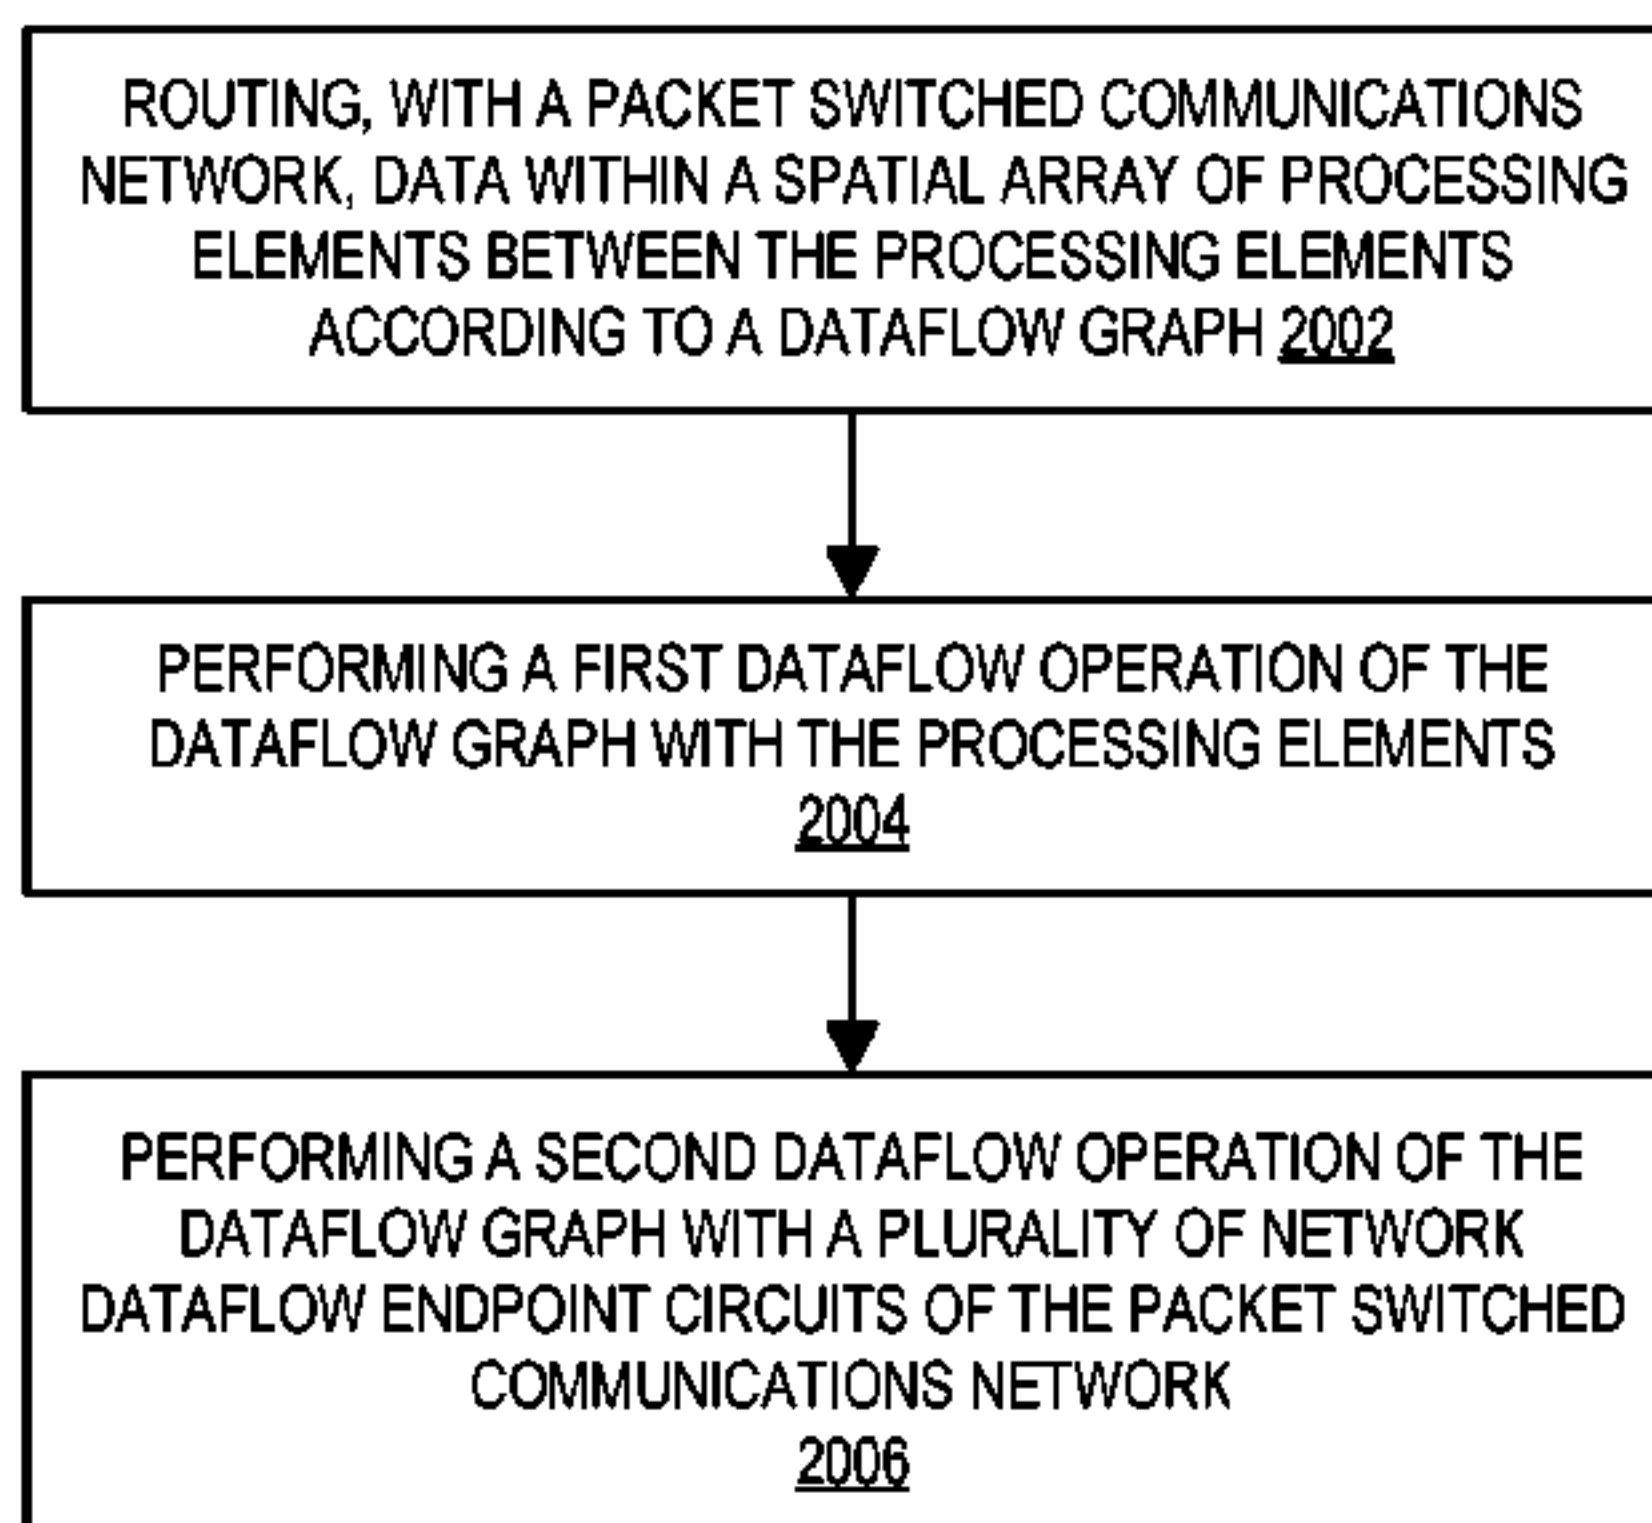 ROUTING, WITH A PACKET SWITCHED COMMUNICATIONS
NETWORK, DATA WITHIN A SPATIAL ARRAY OF PROCESSING
ELEMENTS BETWEEN THE PROCESSING ELEMENTS
ACCORDING TO A DATAFLOW GRAPH 2002
PERFORMING A FIRST DATAFLOW OPERATION OF THE
DATAFLOW GRAPH WITH THE PROCESSING ELEMENTS
2004
PERFORMING A SECOND DATAFLOW OPERATION OF THE
DATAFLOW GRAPH WITH A PLURALITY OF NETWORK
DATAFLOW ENDPOINT CIRCUITS OF THE PACKET SWITCHED
COMMUNICATIONS NETWORK
2006